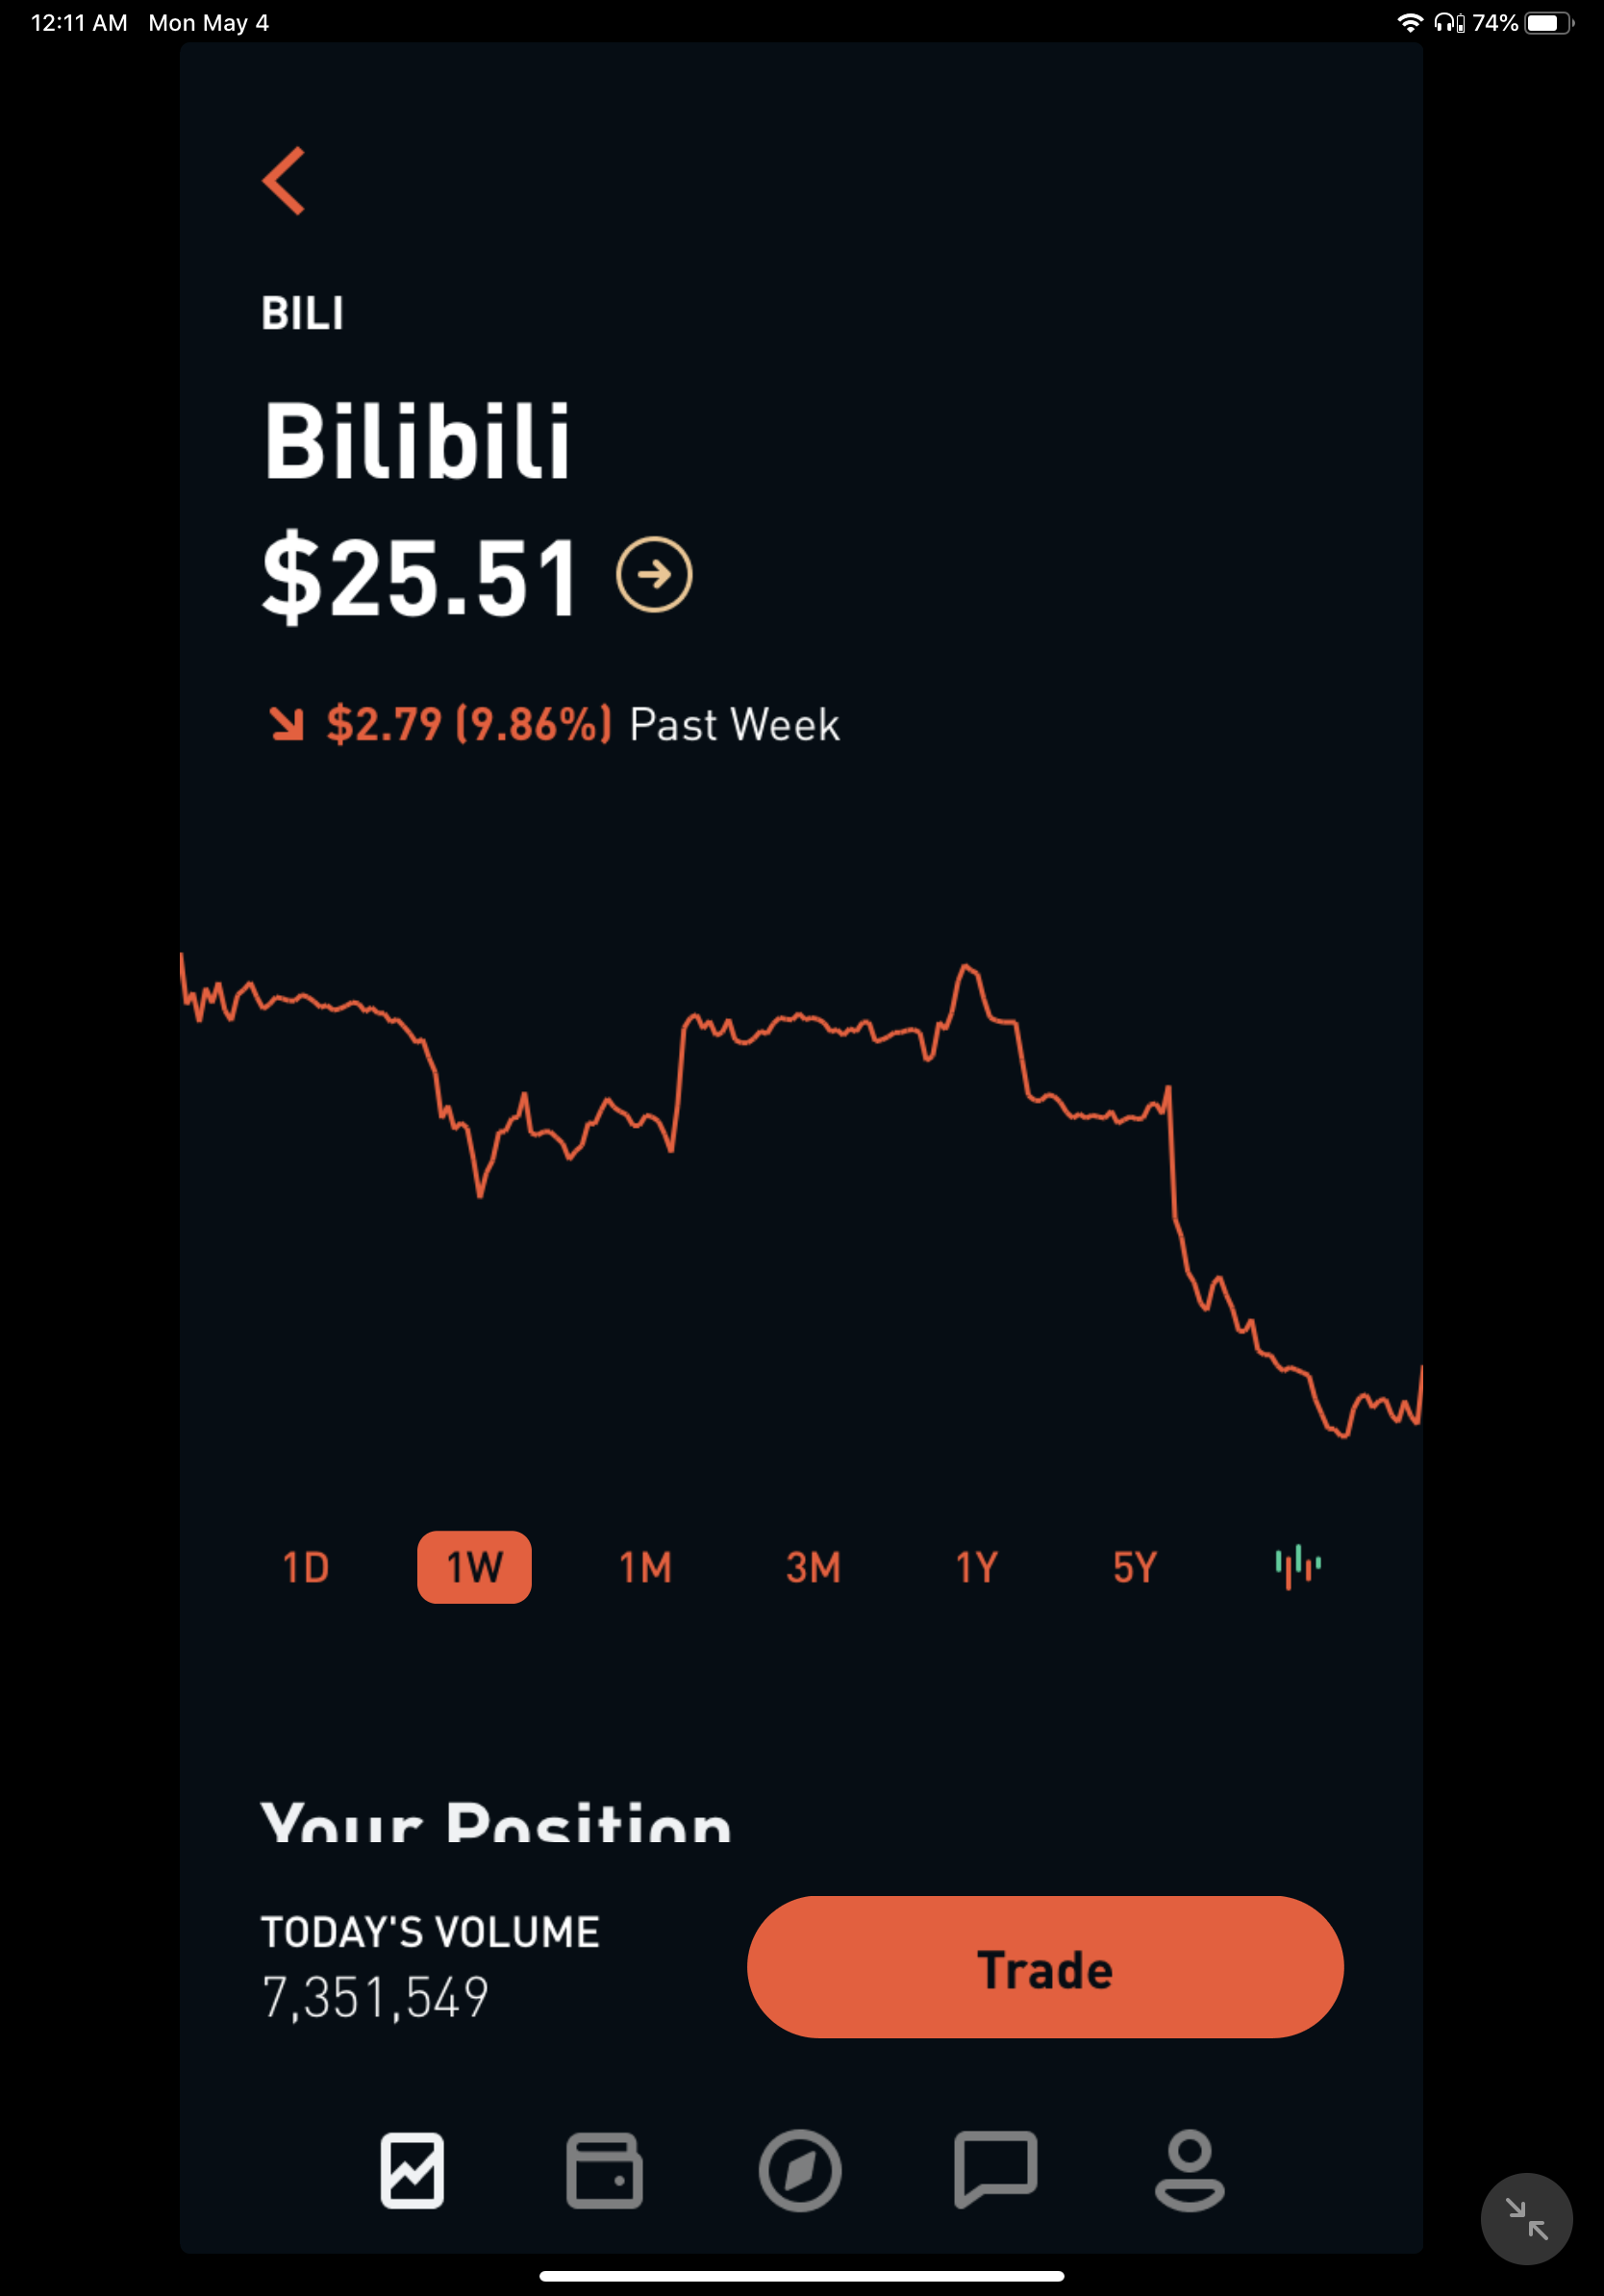 12:11 AM Mon May 4
74%
BILI
Bilibili
$25.51
$2.79 (9.86%) Past Week
1D 1W 1M 3M 1Y 5Y
Your Position
TODAY'S VOLUME
7,351,549
Trade